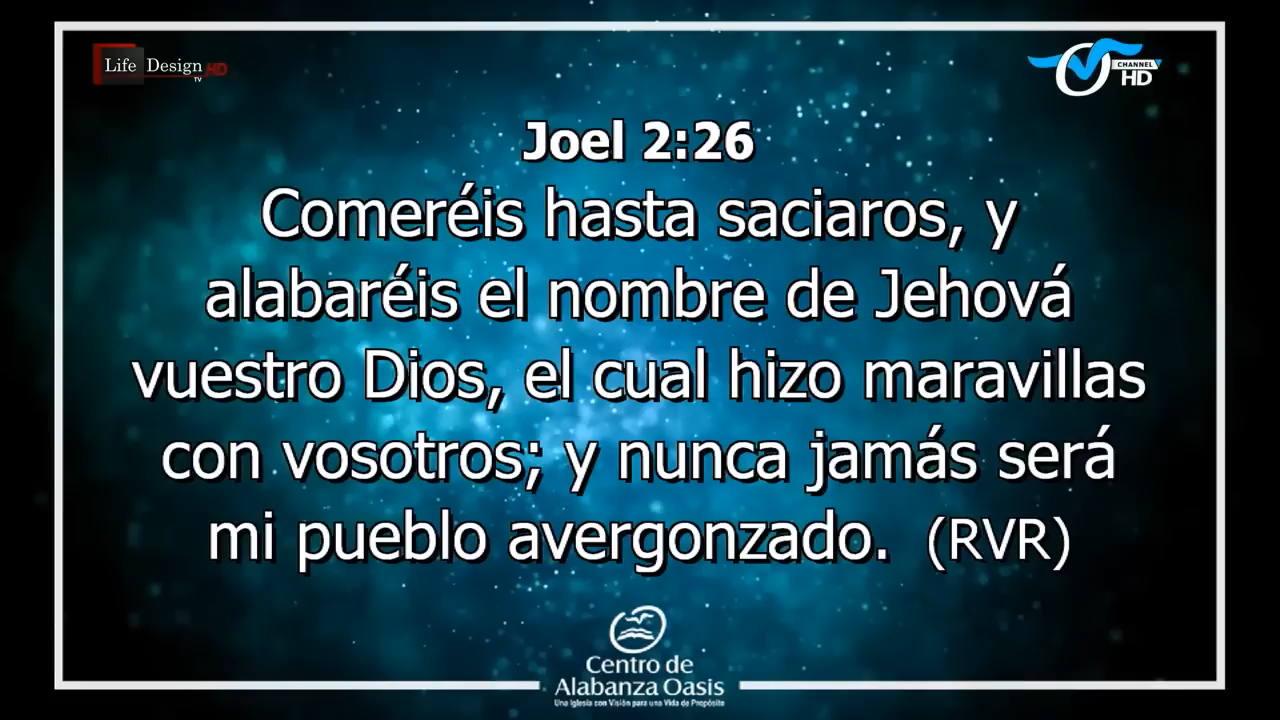 Life Design HD
TV
CHANNEL
HD
Joel 2:26
Comeréis hasta saciaros, y
alabaréis el nombre de Jehová
vuestro Dios, el cual hizo maravillas
con vosotros; y nunca jamás será
mi pueblo avergonzado. (RVR)
Centro de
Alabanza Oasis
Una Iglesia con Visión para una Vida de Propósito